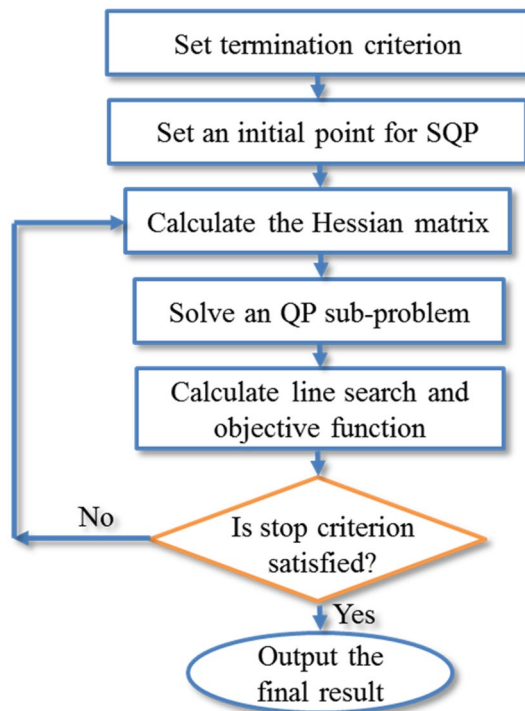 Set termination criterion
Set an initial point for SQP
Calculate the Hessian matrix
Solve an QP sub-problem
Calculate line search and
objective function
No
Is stop criterion
satisfied?
Yes
Output the
final result